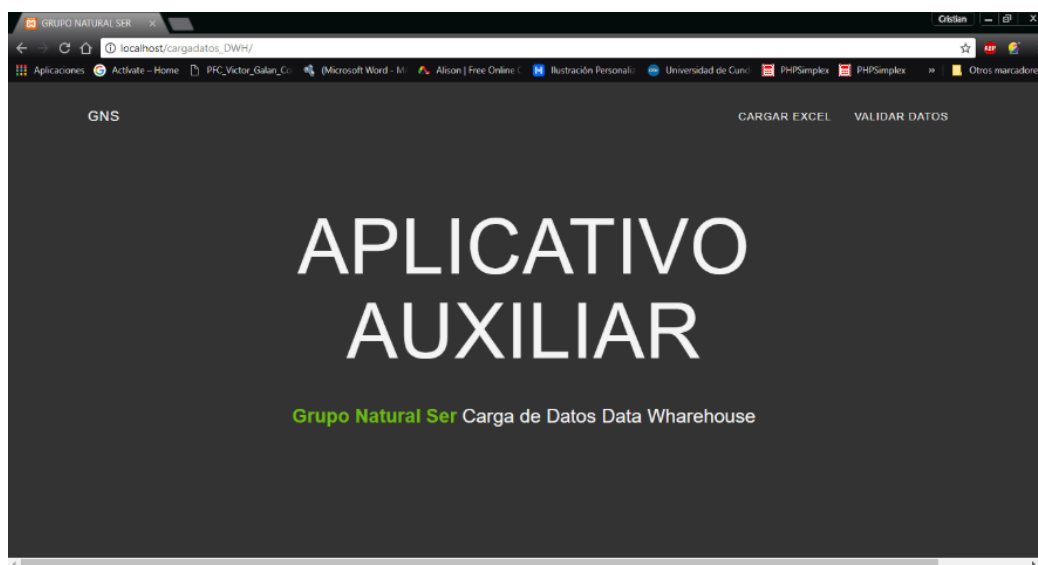 GRUPO NATURAL SER
Cristian
localhost/cargadatos_DWH/
Aplicaciones Activate – Home PFC_Victor_Galan_Co (Microsoft Word - M Alison | Free Online C Ilustración Personaliz Universidad de Cund PHPSimplex PHPSimplex » Otros marcadore
GNS CARGAR EXCEL VALIDAR DATOS
APLICATIVO
AUXILIAR
Grupo Natural Ser Carga de Datos Data Wharehouse